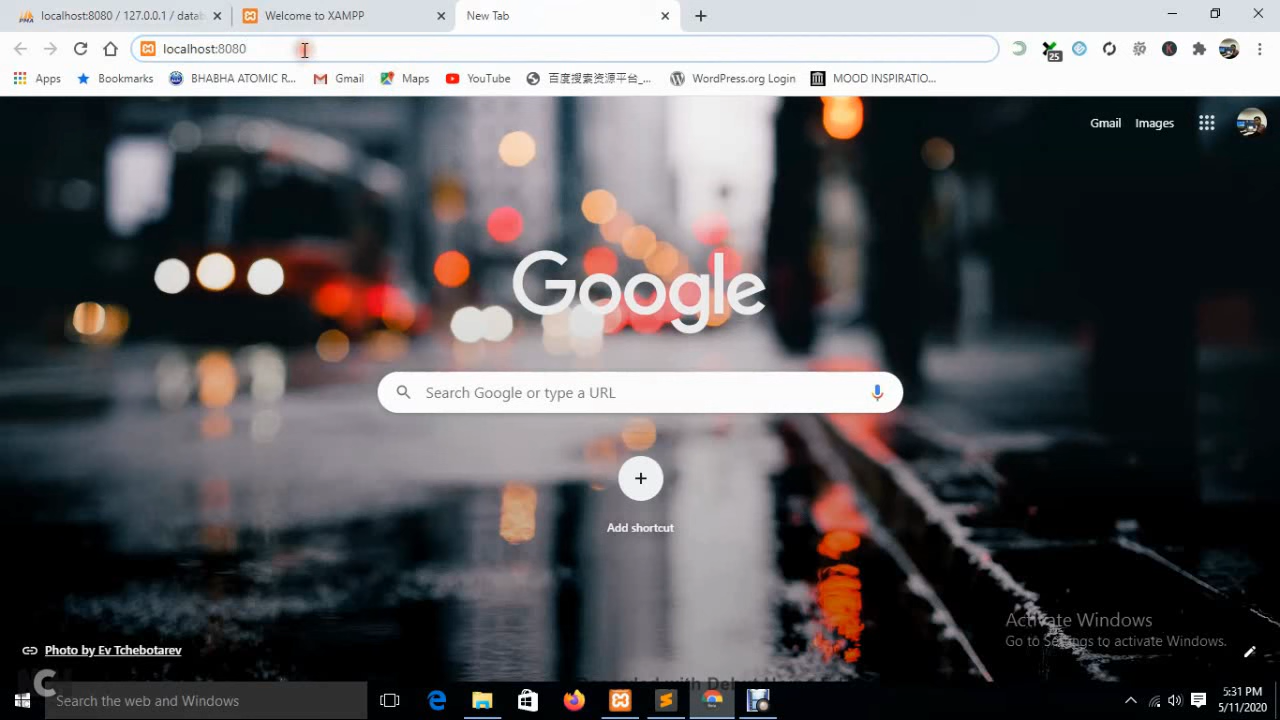 localhost:8080 / 127.0.0.1 / datab
Welcome to XAMPP
New Tab
localhost:8080
25
K
Apps
Bookmarks
BHABHA ATOMIC R...
Gmail
Maps
YouTube
百度搜索资源平台_...
WordPress.org Login
MOOD INSPIRATIO...
Gmail
Images
Google
Search Google or type a URL
Add shortcut
Activate Windows
Go to Settings to activate Windows.
Photo by Ev Tchebotarev
Search the web and Windows
5:31 PM
5/11/2020